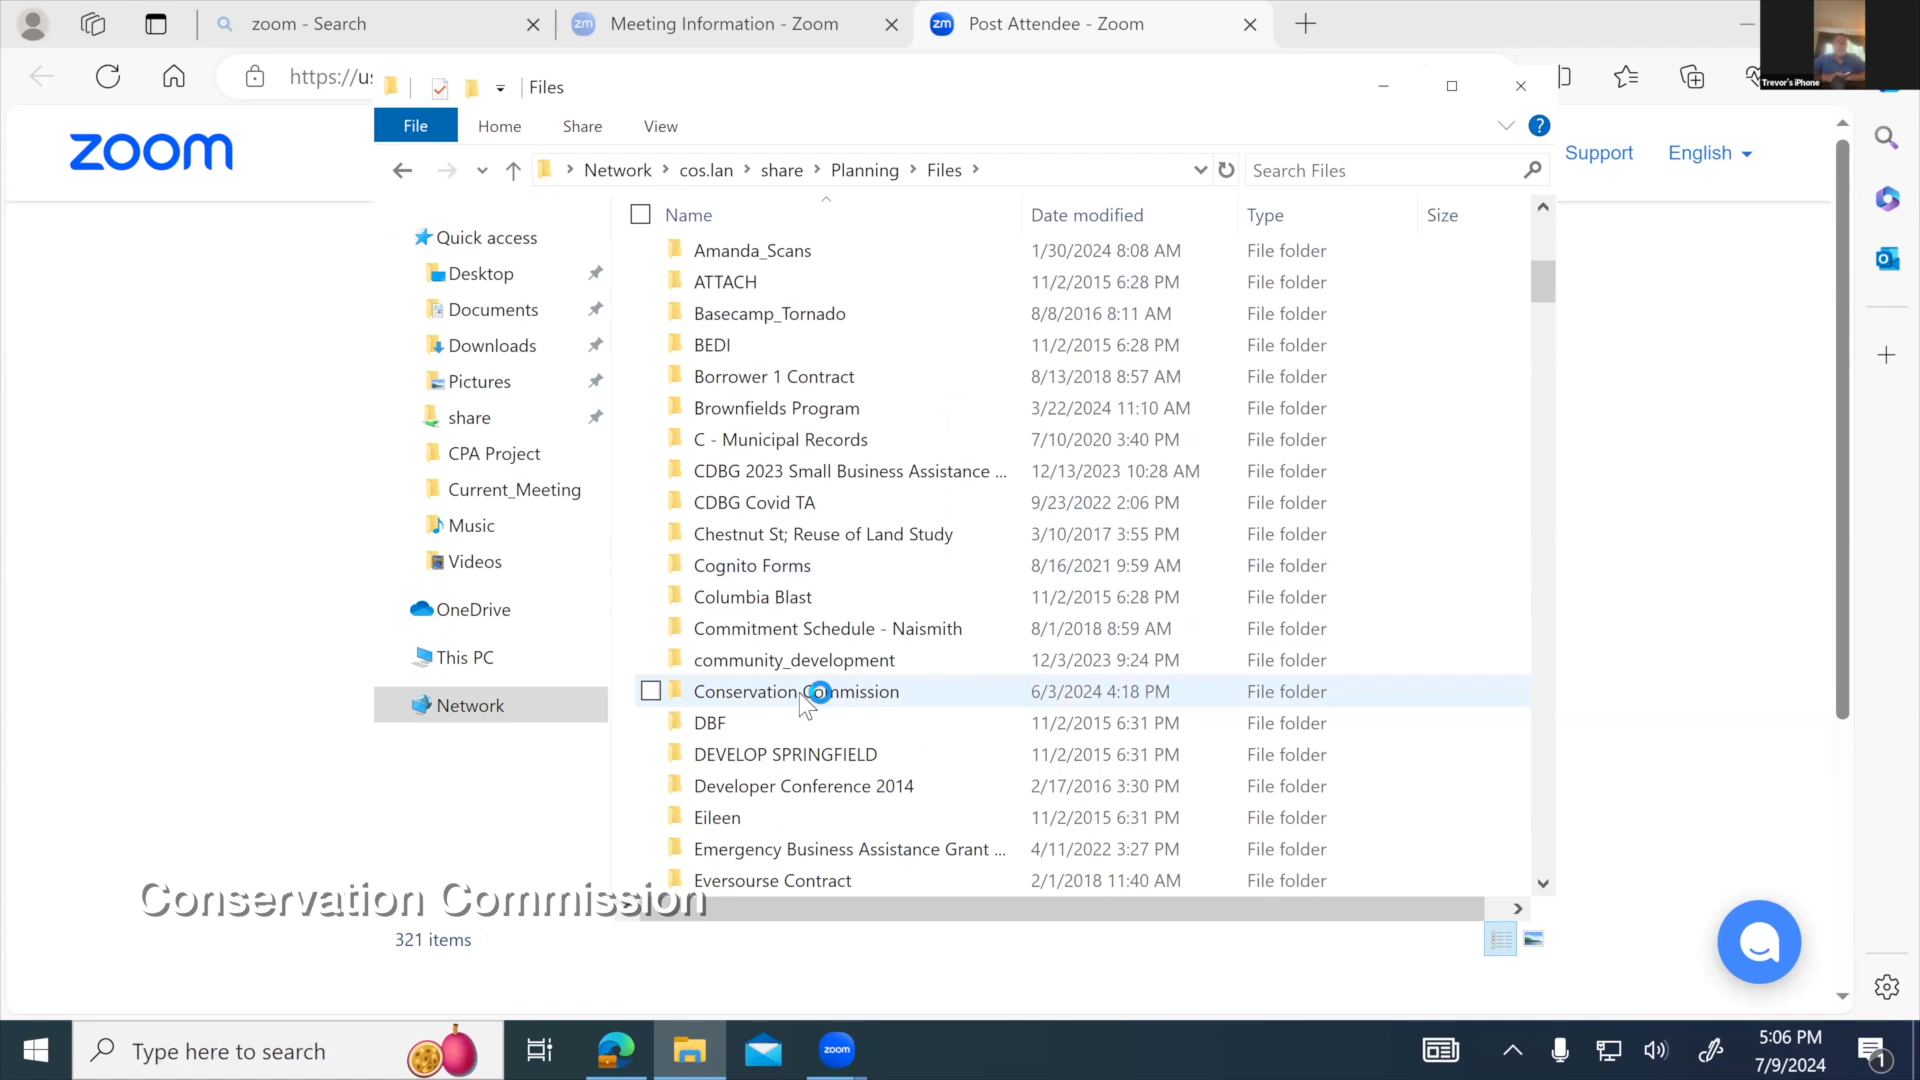 zoom - Search
Meeting Information - Zoom
Post Attendee - Zoom
https://us
Files
Trevor's iPhone
File
Home
Share
View
zoom
Support
English
Network > cos.lan > share > Planning > Files >
Search Files
Name
Date modified
Type
Size
Quick access
Desktop
Documents
Downloads
Pictures
share
CPA Project
Current_Meeting
Music
Videos
OneDrive
This PC
Network
Amanda_Scans 1/30/2024 8:08 AM File folder
ATTACH 11/2/2015 6:28 PM File folder
Basecamp_Tornado 8/8/2016 8:11 AM File folder
BEDI 11/2/2015 6:28 PM File folder
Borrower 1 Contract 8/13/2018 8:57 AM File folder
Brownfields Program 3/22/2024 11:10 AM File folder
C - Municipal Records 7/10/2020 3:40 PM File folder
CDBG 2023 Small Business Assistance ... 12/13/2023 10:28 AM File folder
CDBG Covid TA 9/23/2022 2:06 PM File folder
Chestnut St; Reuse of Land Study 3/10/2017 3:55 PM File folder
Cognito Forms 8/16/2021 9:59 AM File folder
Columbia Blast 11/2/2015 6:28 PM File folder
Commitment Schedule - Naismith 8/1/2018 8:59 AM File folder
community_development 12/3/2023 9:24 PM File folder
Conservation Commission 6/3/2024 4:18 PM File folder
DBF 11/2/2015 6:31 PM File folder
DEVELOP SPRINGFIELD 11/2/2015 6:31 PM File folder
Developer Conference 2014 2/17/2016 3:30 PM File folder
Eileen 11/2/2015 6:31 PM File folder
Emergency Business Assistance Grant ... 4/11/2022 3:27 PM File folder
Eversourse Contract 2/1/2018 11:40 AM File folder
Conservation Commission
321 items
Type here to search
zoom
5:06 PM
7/9/2024
1